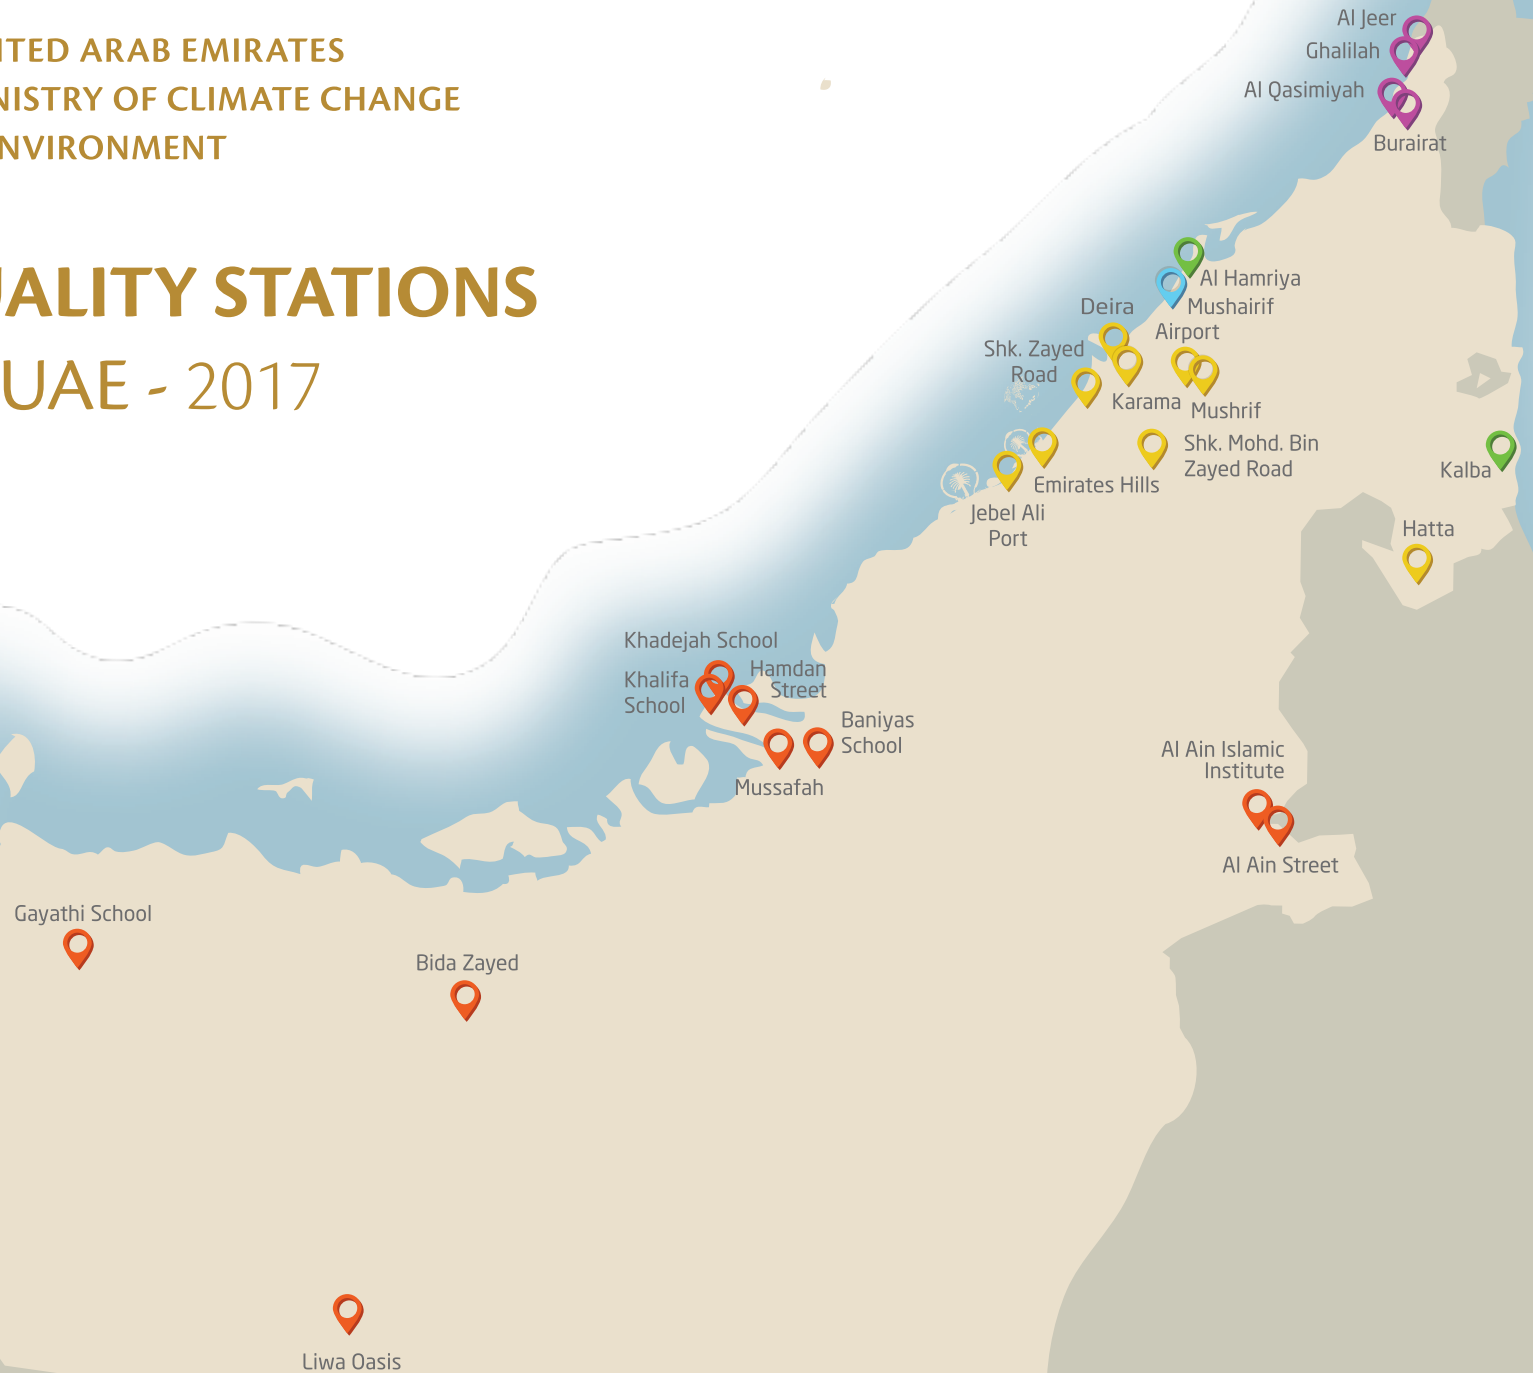 ITED ARAB EMIRATES
NISTRY OF CLIMATE CHANGE
NVIRONMENT
UALITY STATIONS
UAE - 2017
Al Jeer
Ghalilah
Al Qasimiyah
Burairat
Al Hamriya
Mushairif
Deira
Airport
Shk. Zayed
Road
Karama
Mushrif
Shk. Mohd. Bin
Zayed Road
Kalba
Emirates Hills
Jebel Ali
Port
Hatta
Khadejah School
Hamdan
Street
Khalifa
School
Baniyas
School
Mussafah
Al Ain Islamic
Institute
Al Ain Street
Gayathi School
Bida Zayed
Liwa Oasis